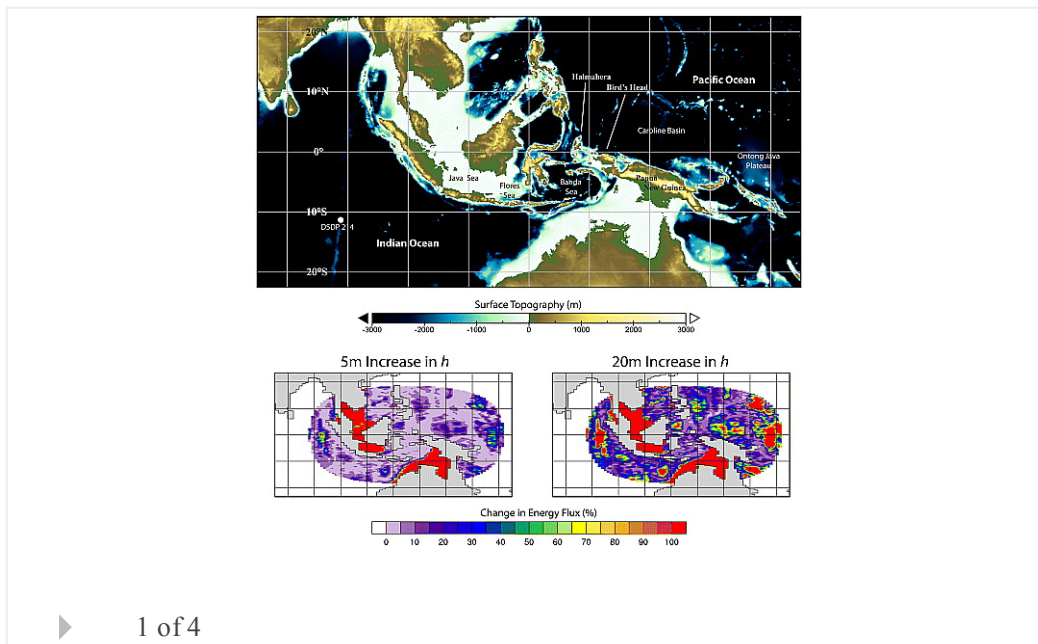 20°N
Halmahera
Pacific Ocean
Bird's Head
10°N
Caroline Basin
0°
Ontong Java
Plateau
Java Sea
Flores
Sea
Banda
Sea
Papua
New Guinea
10°S
DSDP 214
Indian Ocean
20°S
Surface Topography (m)
-3000 -2000 -1000 0 1000 2000 3000
5m Increase in h
20m Increase in h
Change in Energy Flux (%)
0 10 20 30 40 50 60 70 80 90 100
1 of 4